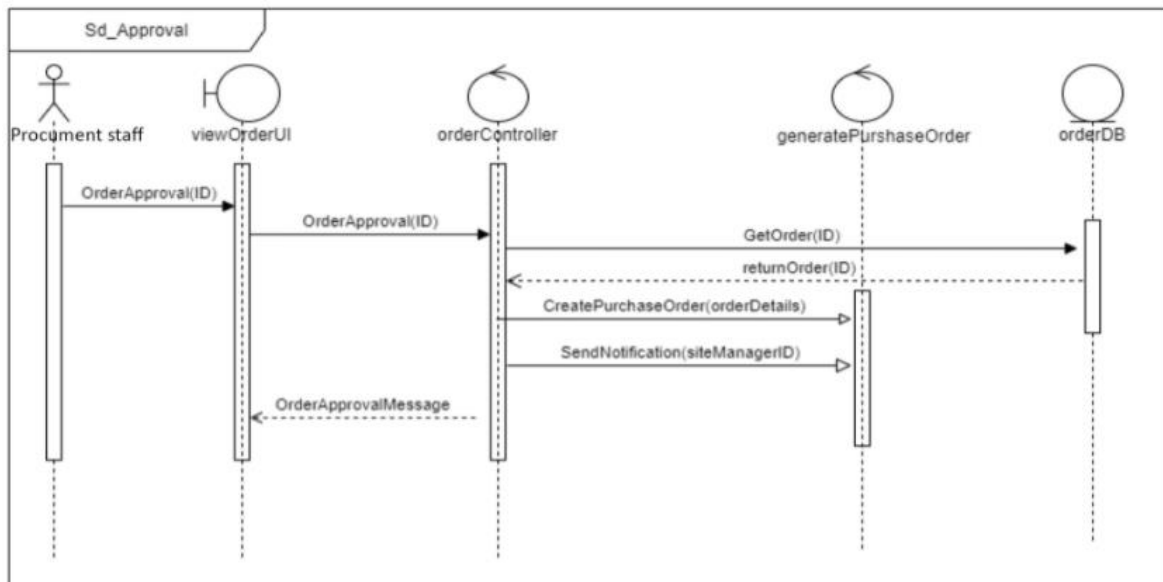 Sd_Approval
Procument staff
viewOrderUI
orderController
generatePurshaseOrder
orderDB
OrderApproval(ID)
OrderApproval(ID)
GetOrder(ID)
returnOrder(ID)
CreatePurchaseOrder(orderDetails)
SendNotification(siteManagerID)
OrderApprovalMessage